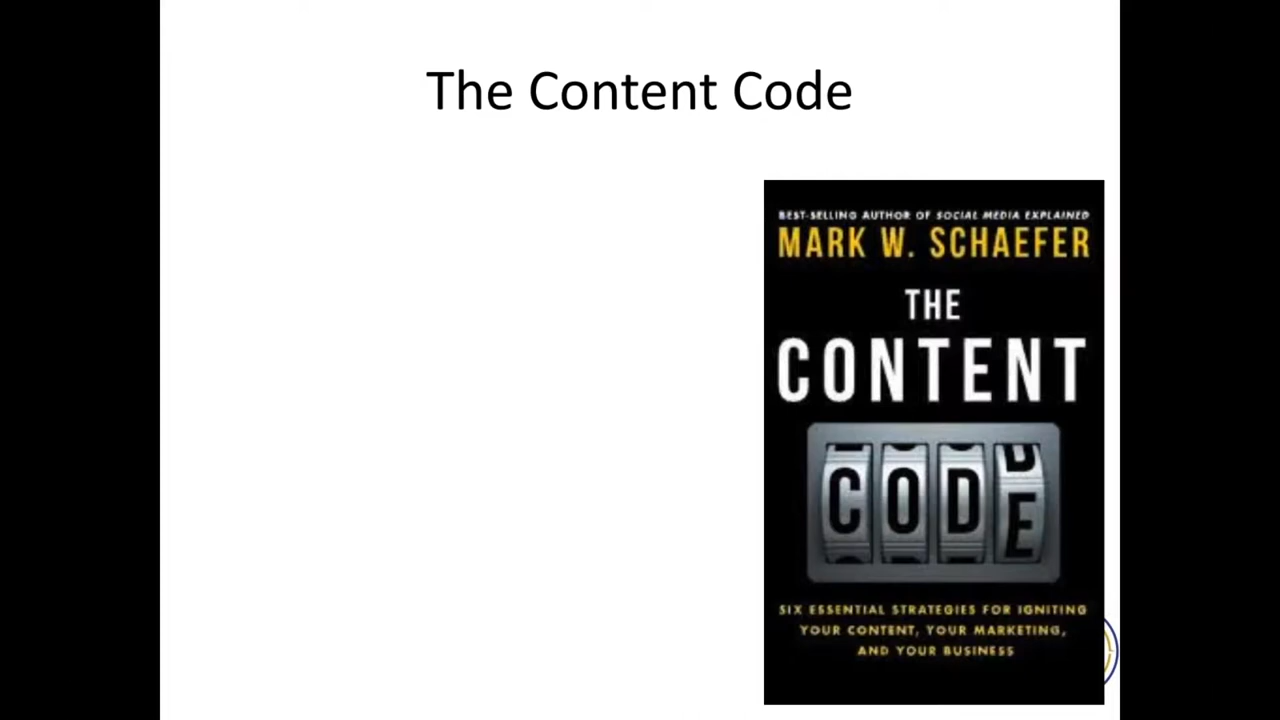 The Content Code
BEST-SELLING AUTHOR OF SOCIAL MEDIA EXPLAINED
MARK W. SCHAEFER
THE
CONTENT
CODE
SIX ESSENTIAL STRATEGIES FOR IGNITING
YOUR CONTENT, YOUR MARKETING,
AND YOUR BUSINESS